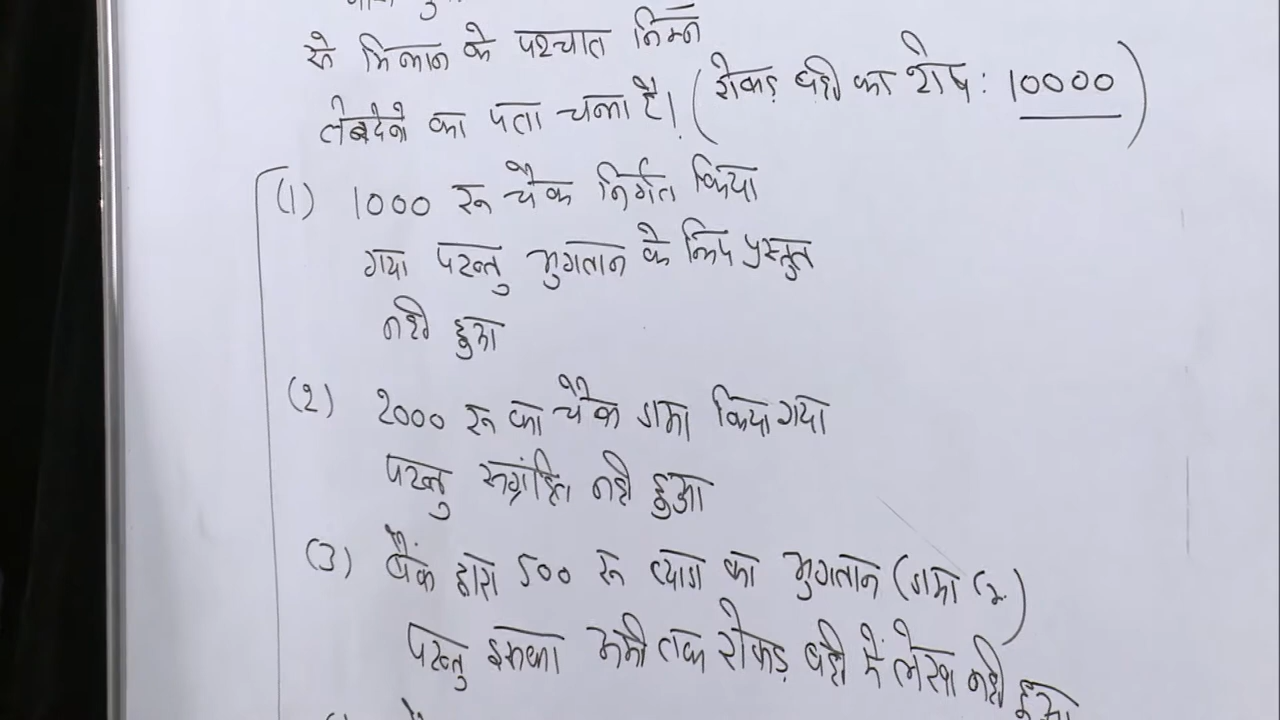 से मिलान के पश्चात निम्न
लेनदेनो का पता चला है। (रोकड़ बही का शेष: 10000)
(1) 1000 रू चैक निर्गत किया
गया परन्तु भुगतान के लिए प्रस्तुत
नही हुआ
(2) 2000 रू का चैक जमा किया गया
परन्तु संग्रहित नही हुआ
(3) बैंक द्वारा 500 रू ब्याज का भुगतान (जमा Cr.)
परन्तु इसका अभी तक रोकड़ बही में लेखा नही हुआ